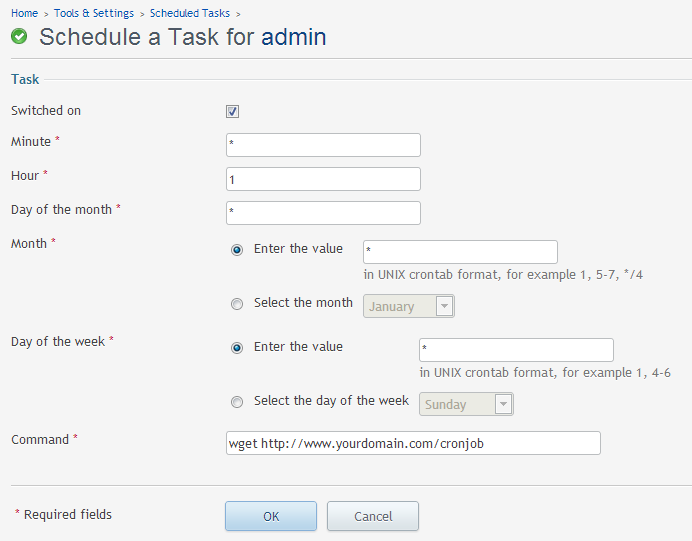 Home > Tools & Settings > Scheduled Tasks >
Schedule a Task for admin
Task
Switched on
Minute * *
Hour * 1
Day of the month * *
Month * Enter the value *
in UNIX crontab format, for example 1, 5-7, */4
Select the month January
Day of the week * Enter the value *
in UNIX crontab format, for example 1, 4-6
Select the day of the week Sunday
Command * wget http://www.yourdomain.com/cronjob
* Required fields OK Cancel